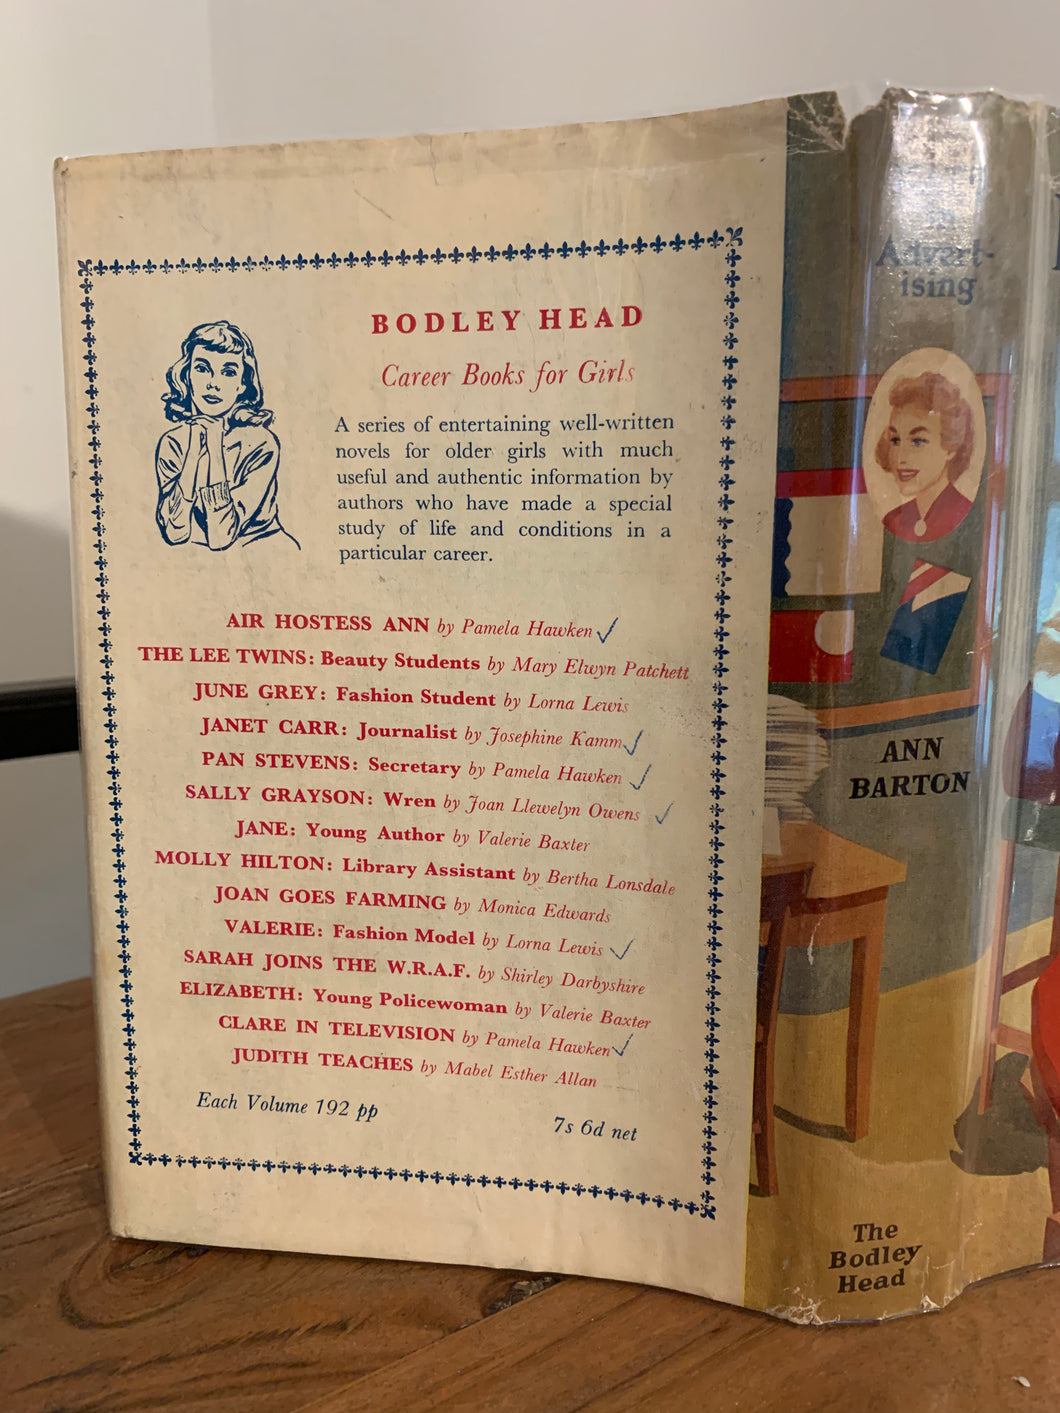 BODLEY HEAD
Career Books for Girls
A series of entertaining well-written
novels for older girls with much
useful and authentic information by
authors who have made a special
study of life and conditions in a
particular career.
AIR HOSTESS ANN by Pamela Hawken
THE LEE TWINS: Beauty Students by Mary Elwyn Patchett
JUNE GREY: Fashion Student by Lorna Lewis
JANET CARR: Journalist by Josephine Kamm
PAN STEVENS: Secretary by Pamela Hawken
SALLY GRAYSON: Wren by Joan Llewelyn Owens
JANE: Young Author by Valerie Baxter
MOLLY HILTON: Library Assistant by Bertha Lonsdale
JOAN GOES FARMING by Monica Edwards
VALERIE: Fashion Model by Lorna Lewis
SARAH JOINS THE W.R.A.F. by Shirley Darbyshire
ELIZABETH: Young Policewoman by Valerie Baxter
CLARE IN TELEVISION by Pamela Hawken
JUDITH TEACHES by Mabel Esther Allan
Each Volume 192 pp
7s 6d net
in
Advert-
ising
ANN
BARTON
The
Bodley
Head